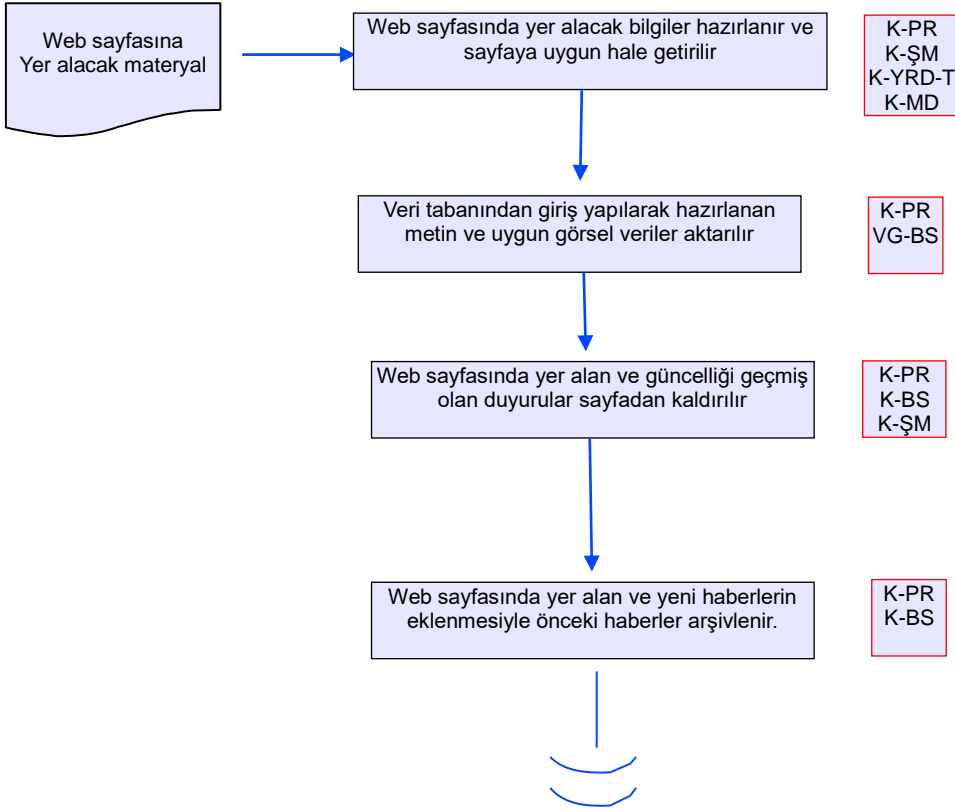 Web sayfasına
Yer alacak materyal
Web sayfasında yer alacak bilgiler hazırlanır ve
sayfaya uygun hale getirilir
K-PR
K-ŞM
K-YRD-T
K-MD
Veri tabanından giriş yapılarak hazırlanan
metin ve uygun görsel veriler aktarılır
K-PR
VG-BS
Web sayfasında yer alan ve güncelliği geçmiş
olan duyurular sayfadan kaldırılır
K-PR
K-BS
K-ŞM
Web sayfasında yer alan ve yeni haberlerin
eklenmesiyle önceki haberler arşivlenir.
K-PR
K-BS